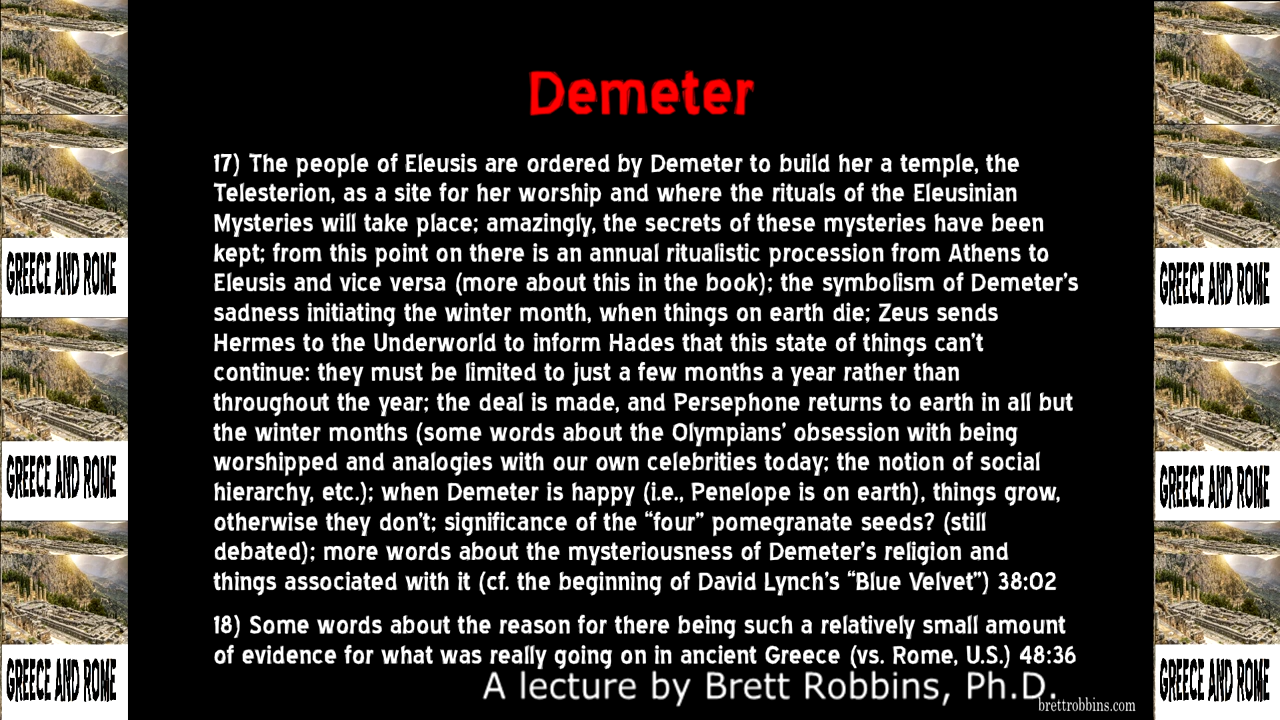 Demeter
17) The people of Eleusis are ordered by Demeter to build her a temple, the
Telesterion, as a site for her worship and where the rituals of the Eleusinian
Mysteries will take place; amazingly, the secrets of these mysteries have been
kept; from this point on there is an annual ritualistic procession from Athens to
Eleusis and vice versa (more about this in the book); the symbolism of Demeter's
sadness initiating the winter month, when things on earth die; Zeus sends
Hermes to the Underworld to inform Hades that this state of things can't
continue: they must be limited to just a few months a year rather than
throughout the year; the deal is made, and Persephone returns to earth in all but
the winter months (some words about the Olympians' obsession with being
worshipped and analogies with our own celebrities today; the notion of social
hierarchy, etc.); when Demeter is happy (i.e., Penelope is on earth), things grow,
otherwise they don't; significance of the “four” pomegranate seeds? (still
debated); more words about the mysteriousness of Demeter's religion and
things associated with it (cf. the beginning of David Lynch's “Blue Velvet”) 38:02
18) Some words about the reason for there being such a relatively small amount
of evidence for what was really going on in ancient Greece (vs. Rome, U.S.) 48:36
A lecture by Brett Robbins, Ph.D.
brettrobbins.com
GREECE AND ROME
GREECE AND ROME
GREECE AND ROME
GREECE AND ROME
GREECE AND ROME
GREECE AND ROME